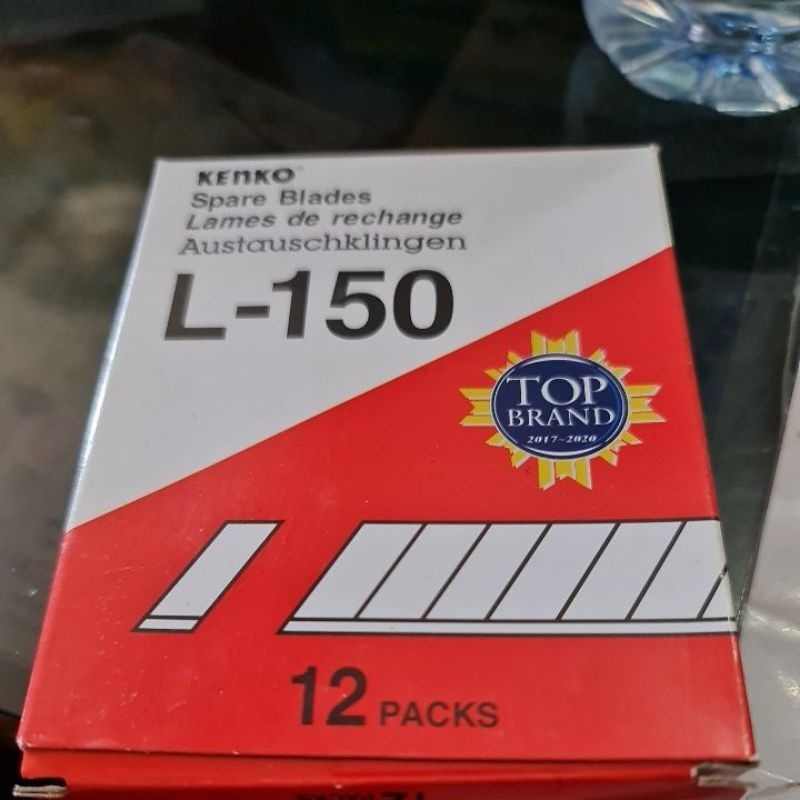 KENKO
Spare Blades
Lames de rechange
Austauschklingen
L-150
TOP
BRAND
2017~2020
12 PACKS